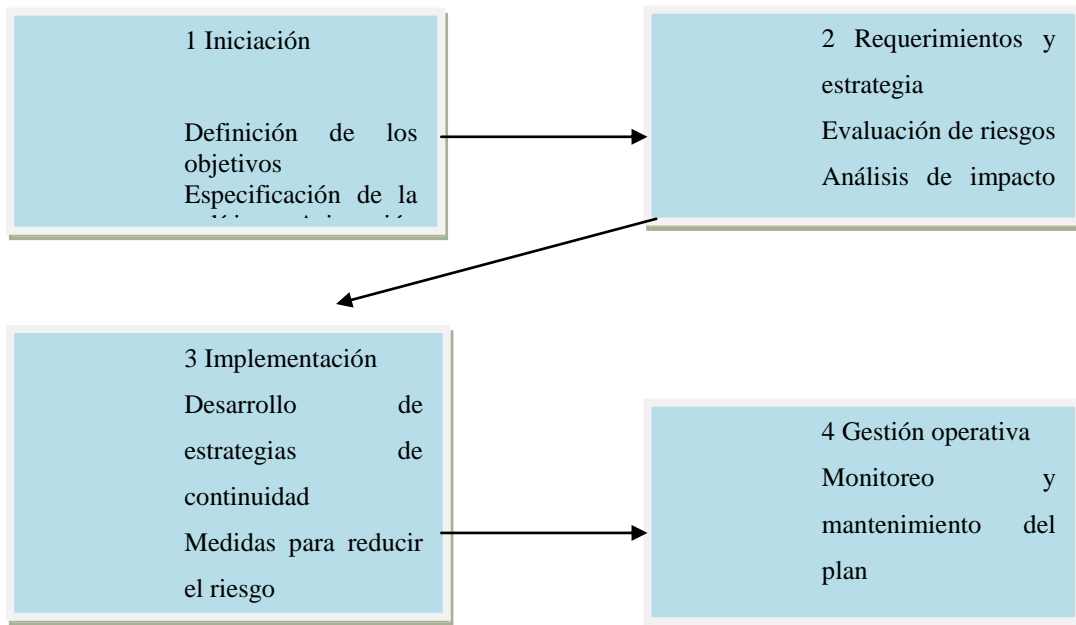 1 Iniciación
Definición de los
objetivos
Especificación de la
2 Requerimientos y
estrategia
Evaluación de riesgos
Análisis de impacto
3 Implementación
Desarrollo de
estrategias de
continuidad
Medidas para reducir
el riesgo
4 Gestión operativa
Monitoreo y
mantenimiento del
plan